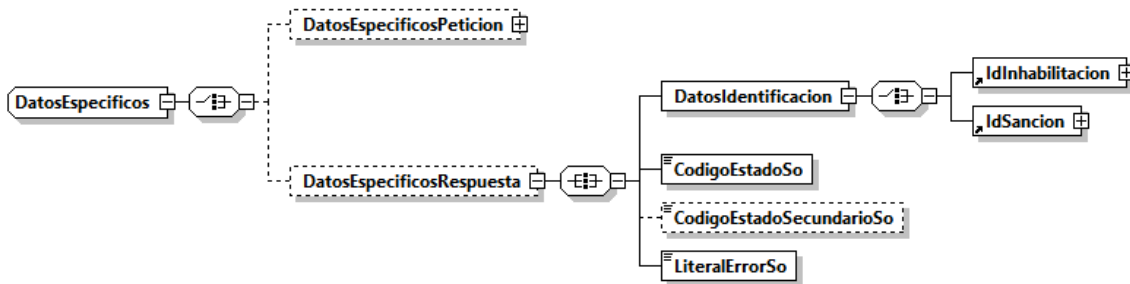 DatosEspecificosPeticion
DatosEspecificos
IdInhabilitacion
DatosIdentificacion
IdSancion
CodigoEstadoSo
DatosEspecificosRespuesta
CodigoEstadoSecundarioSo
LiteralErrorSo